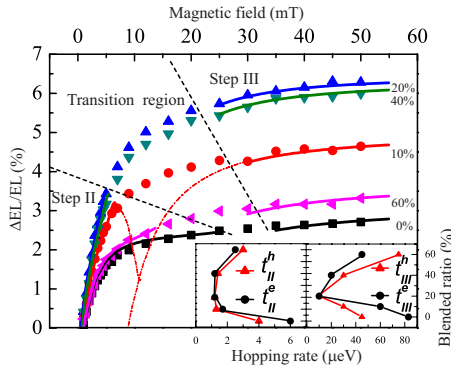 Magnetic field (mT)
0 10 20 30 40 50 60
7
6
5
4
3
2
1
0
ΔEL/EL (%)
Step III
Transition region
Step II
20%
40%
10%
60%
0%
t_II^h
t_II^e
t_III^h
t_III^e
60
40
20
0
Blended ratio (%)
0 2 4 6
20 40 60 80
Hopping rate (μeV)